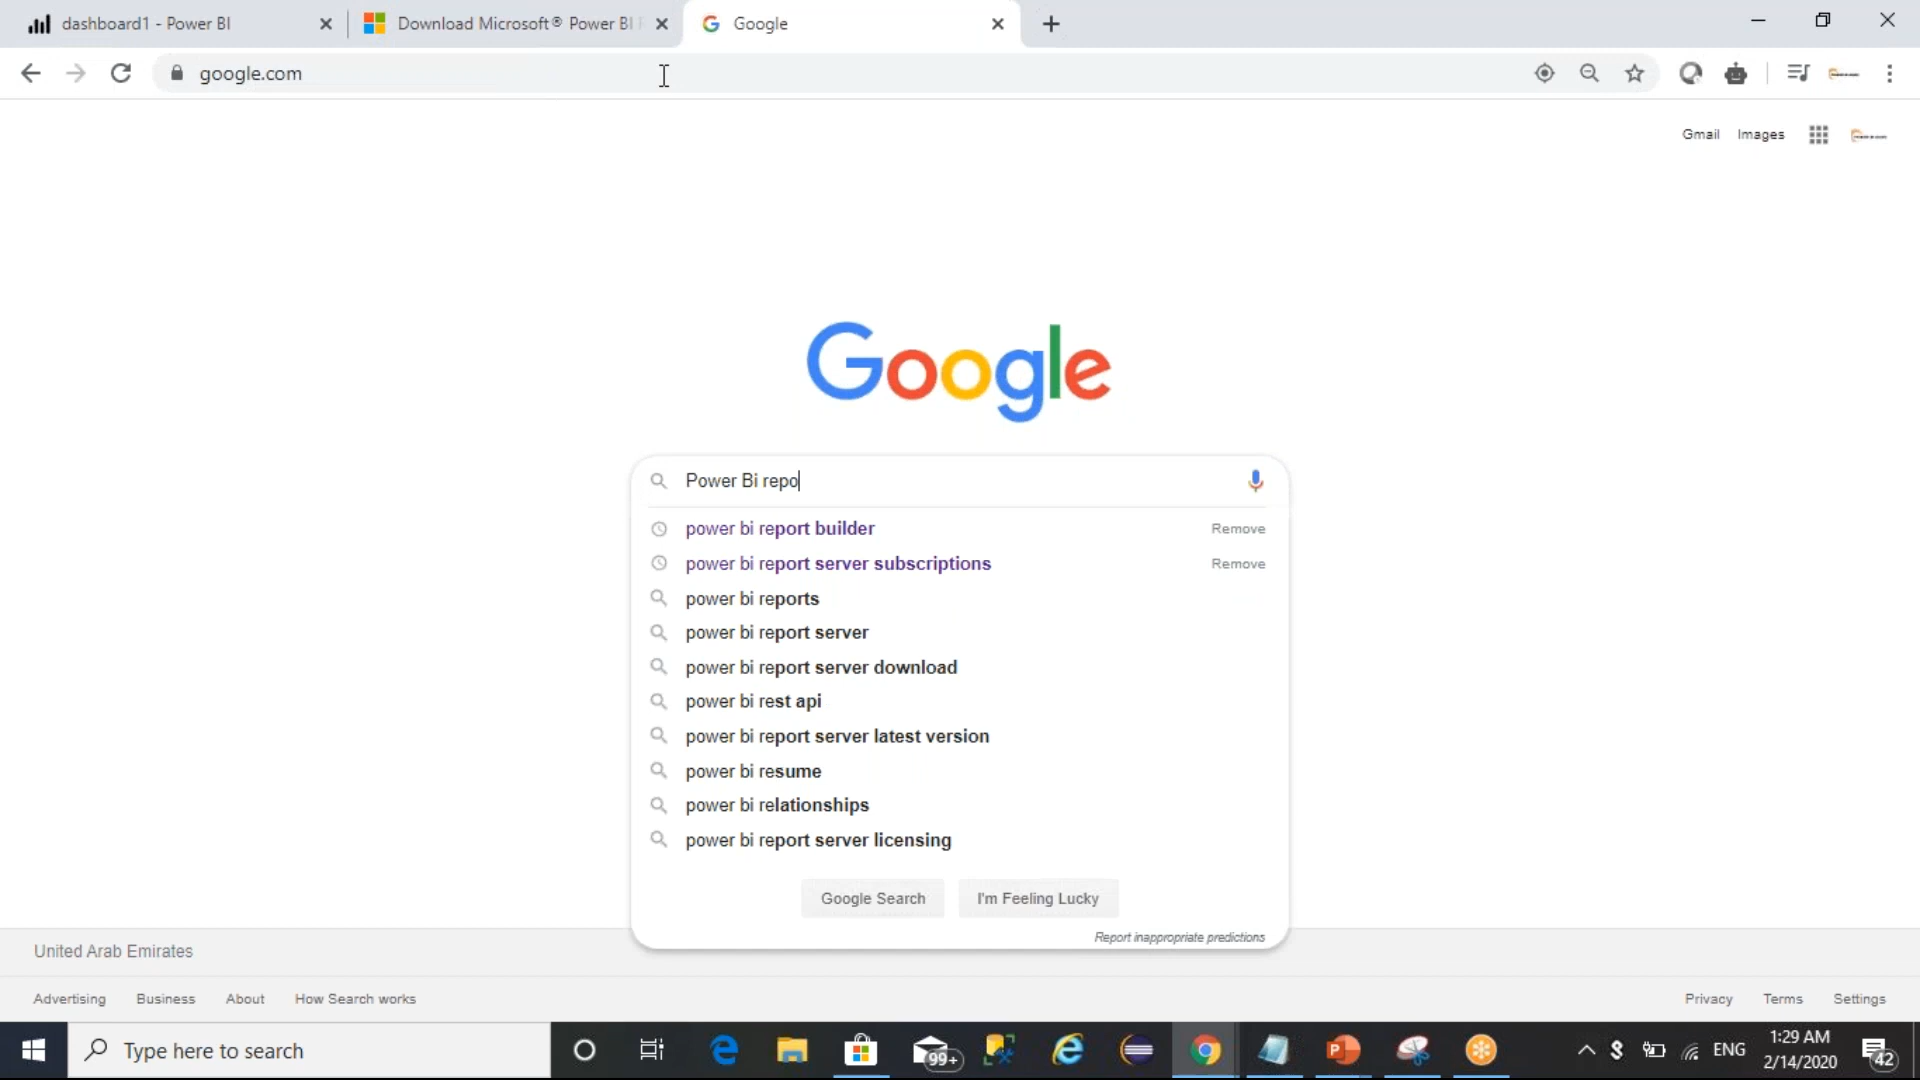 dashboard1 - Power BI
Download Microsoft® Power BI
Google
google.com
Gmail Images
Google
Power Bi repo
power bi report builder Remove
power bi report server subscriptions Remove
power bi reports
power bi report server
power bi report server download
power bi rest api
power bi report server latest version
power bi resume
power bi relationships
power bi report server licensing
Google Search I'm Feeling Lucky
Report inappropriate predictions
United Arab Emirates
Advertising Business About How Search works Privacy Terms Settings
Type here to search
99+
ENG
1:29 AM
2/14/2020
42